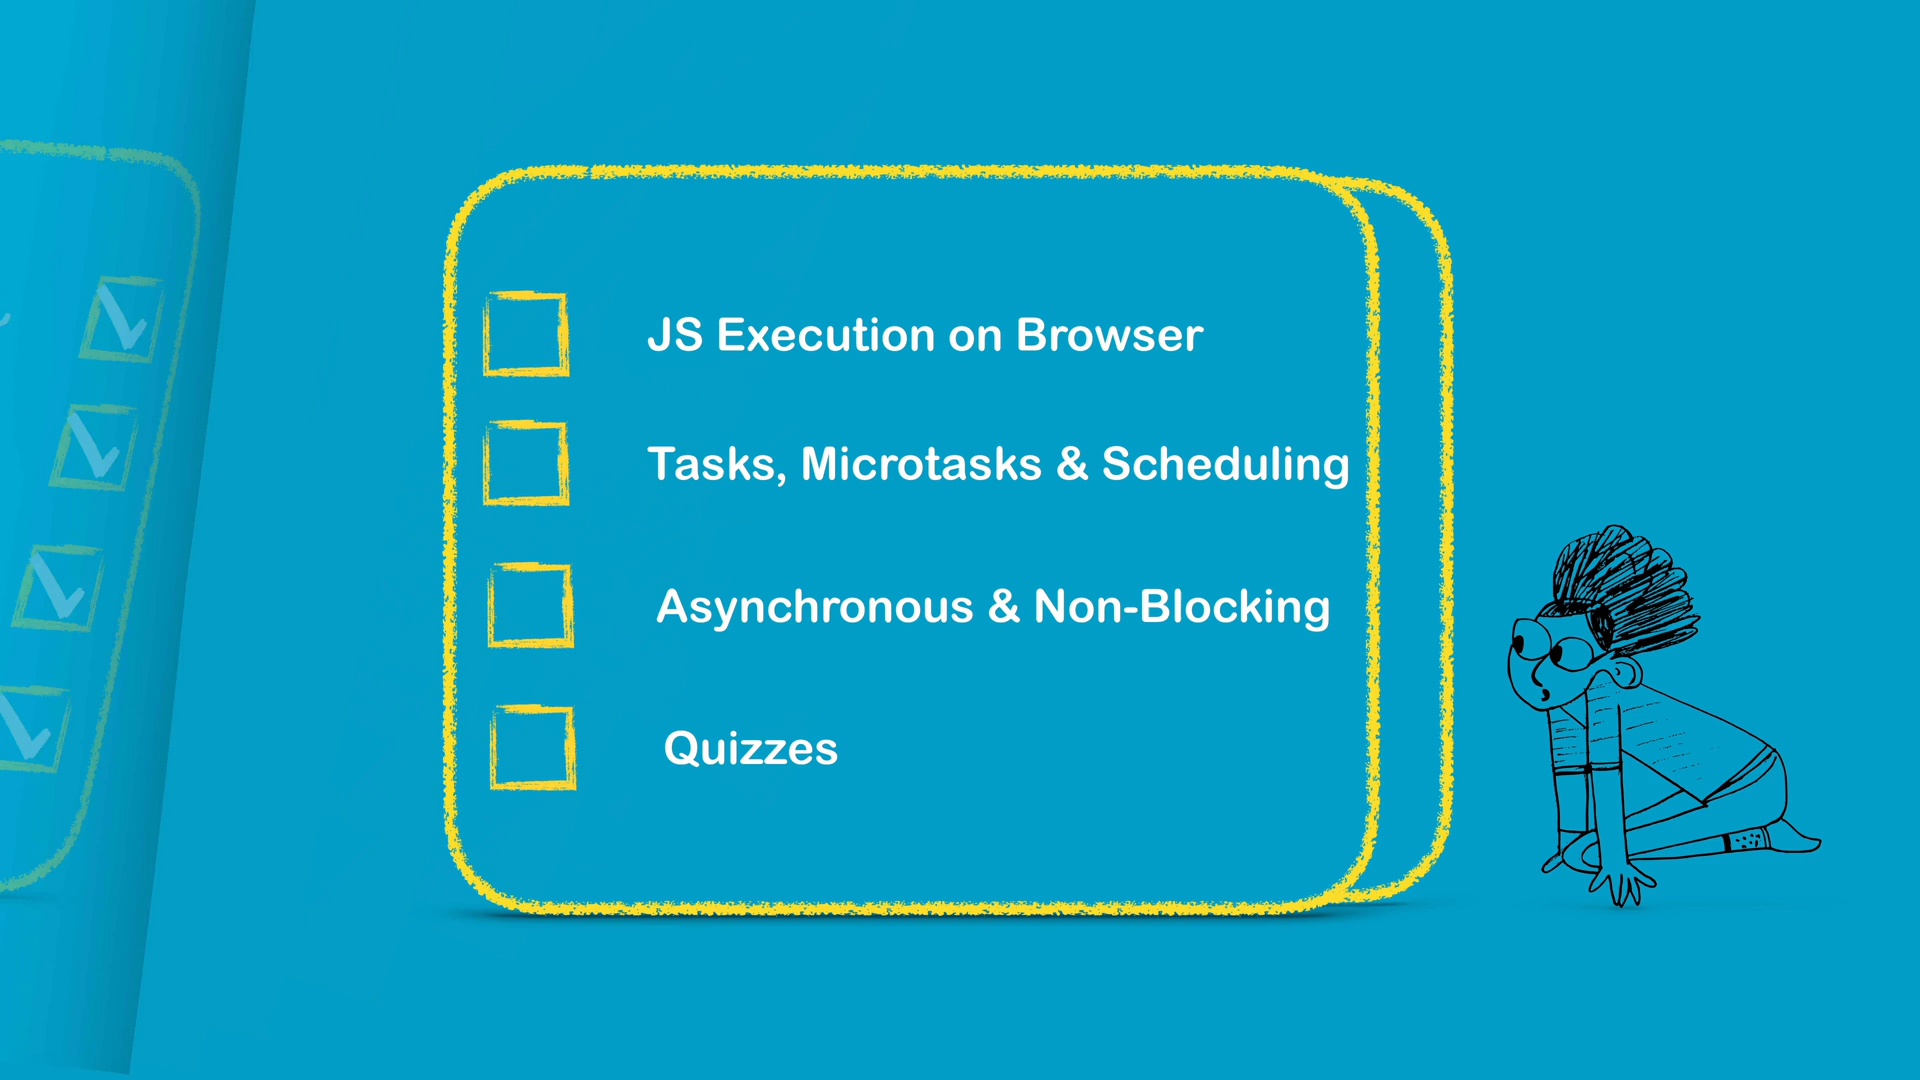 JS Execution on Browser
Tasks, Microtasks & Scheduling
Asynchronous & Non-Blocking
Quizzes